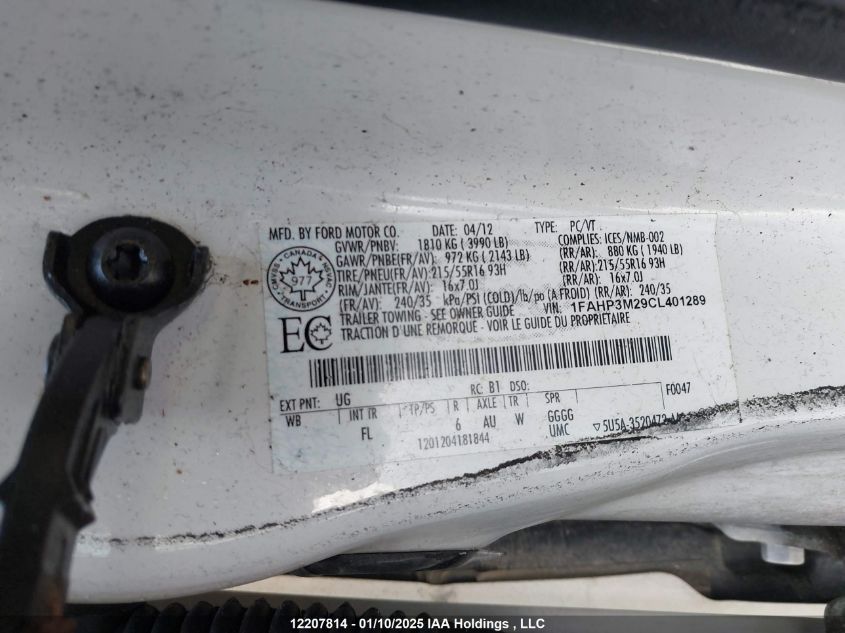 MFD. BY FORD MOTOR CO. DATE: 04/12 TYPE: PC/VT
GVWR/PNBV: 1810 KG ( 3990 LB) COMPLIES: ICES/NMB-002
GAWR/PNBE(FR/AV): 972 KG ( 2143 LB) (RR/AR): 880 KG ( 1940 LB)
TIRE/PNEU(FR/AV): 215/55R16 93H (RR/AR): 215/55R16 93H
RIM/JANTE(FR/AV): 16x7.0J (RR/AR): 16x7.0J
(FR/AV): 240/35 kPa/PSI (COLD)/lb/po (A FROID) (RR/AR): 240/35
TRAILER TOWING - SEE OWNER GUIDE VIN: 1FAHP3M29CL401289
TRACTION D'UNE REMORQUE - VOIR LE GUIDE DU PROPRIÉTAIRE
CANADA
977
TRANSPORT
EC
EXT PNT: UG RC: B1 DSO: F0047
WB INT TR TP/PS R AXLE TR SPR
FL 6 AU W GGGG
1201204181844 UMC ▽5U5A-3520472-
12207814 - 01/10/2025 IAA Holdings , LLC